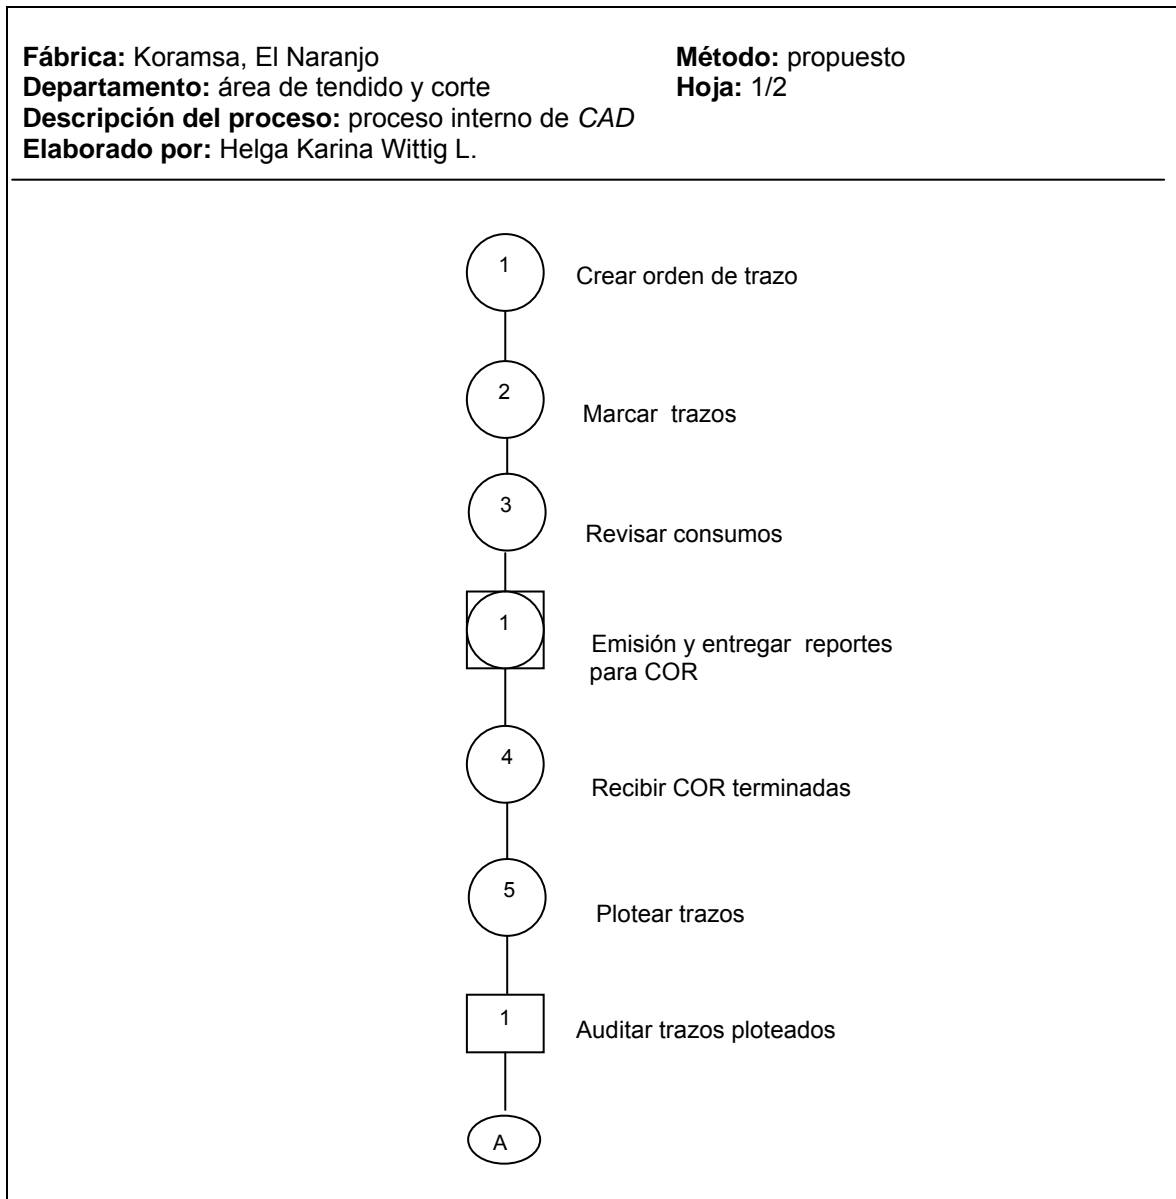 Fábrica: Koramsa, El Naranjo Método: propuesto
Departamento: área de tendido y corte Hoja: 1/2
Descripción del proceso: proceso interno de CAD
Elaborado por: Helga Karina Wittig L.
1 Crear orden de trazo
2 Marcar trazos
3 Revisar consumos
1 Emisión y entregar reportes
para COR
4 Recibir COR terminadas
5 Plotear trazos
1 Auditar trazos ploteados
A